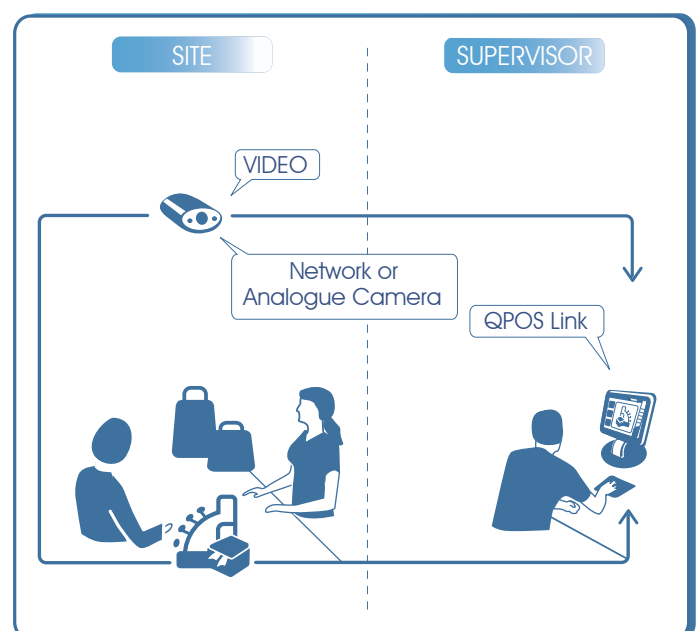 SITE
SUPERVISOR
VIDEO
Network or
Analogue Camera
QPOS Link